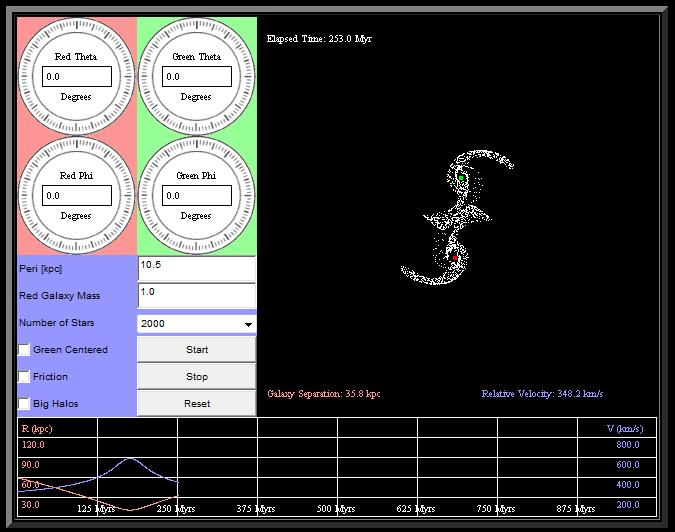 Red Theta
0.0
Degrees
Green Theta
0.0
Degrees
Red Phi
0.0
Degrees
Green Phi
0.0
Degrees
Peri [kpc]
10.5
Red Galaxy Mass
1.0
Number of Stars
2000
Green Centered
Start
Friction
Stop
Big Halos
Reset
Elapsed Time: 253.0 Myr
Galaxy Separation: 35.8 kpc
Relative Velocity: 348.2 km/s
R (kpc)
V (km/s)
120.0
800.0
90.0
600.0
60.0
400.0
30.0
200.0
125 Myrs
250 Myrs
375 Myrs
500 Myrs
625 Myrs
750 Myrs
875 Myrs